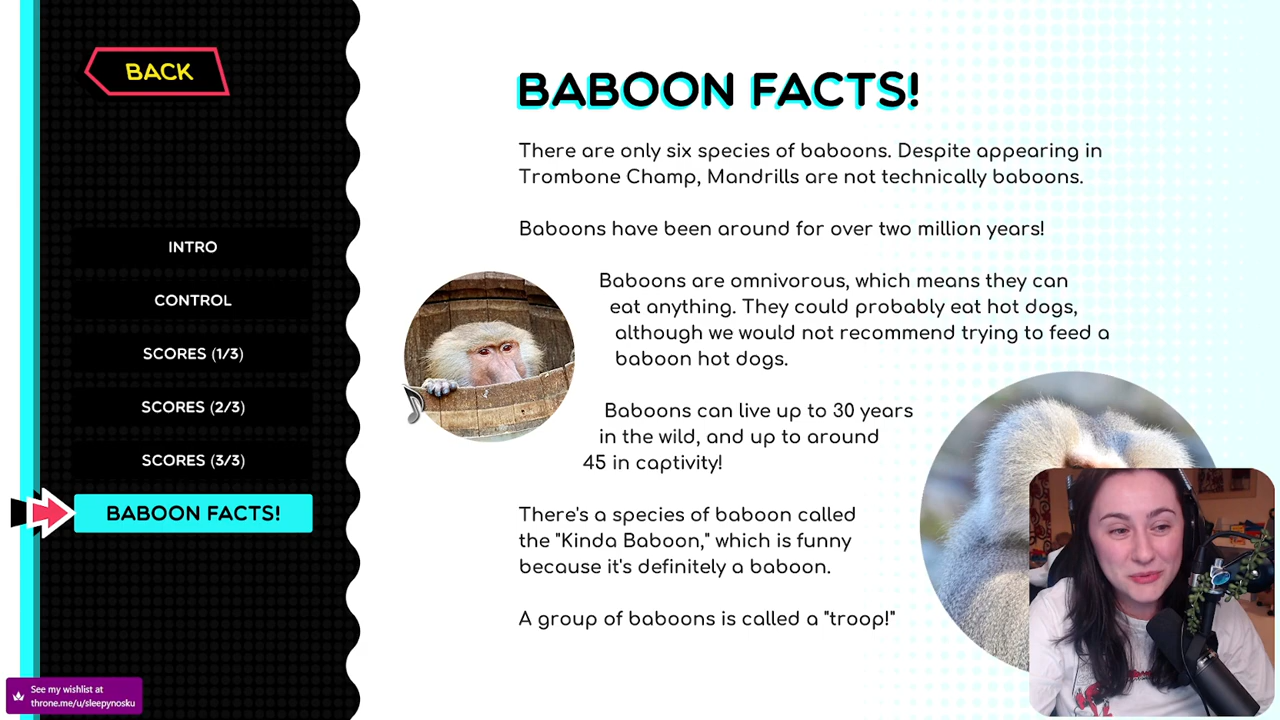 BACK
INTRO
CONTROL
SCORES (1/3)
SCORES (2/3)
SCORES (3/3)
BABOON FACTS!
BABOON FACTS!
There are only six species of baboons. Despite appearing in
Trombone Champ, Mandrills are not technically baboons.
Baboons have been around for over two million years!
Baboons are omnivorous, which means they can
eat anything. They could probably eat hot dogs,
although we would not recommend trying to feed a
baboon hot dogs.
Baboons can live up to 30 years
in the wild, and up to around
45 in captivity!
There's a species of baboon called
the "Kinda Baboon," which is funny
because it's definitely a baboon.
A group of baboons is called a "troop!"
See my wishlist at
throne.me/u/sleepynosku